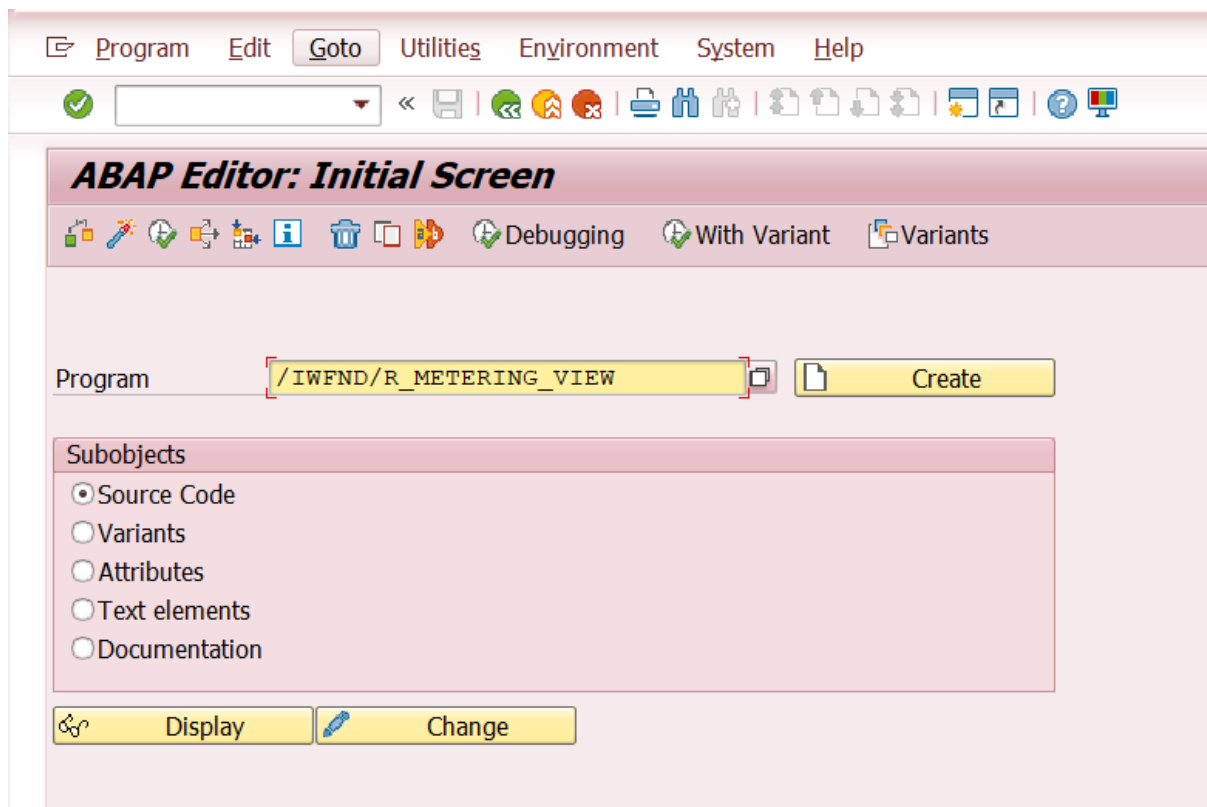 Program Edit Goto Utilities Environment System Help
ABAP Editor: Initial Screen
Debugging With Variant Variants
Program /IWFND/R_METERING_VIEW Create
Subobjects
Source Code
Variants
Attributes
Text elements
Documentation
Display Change